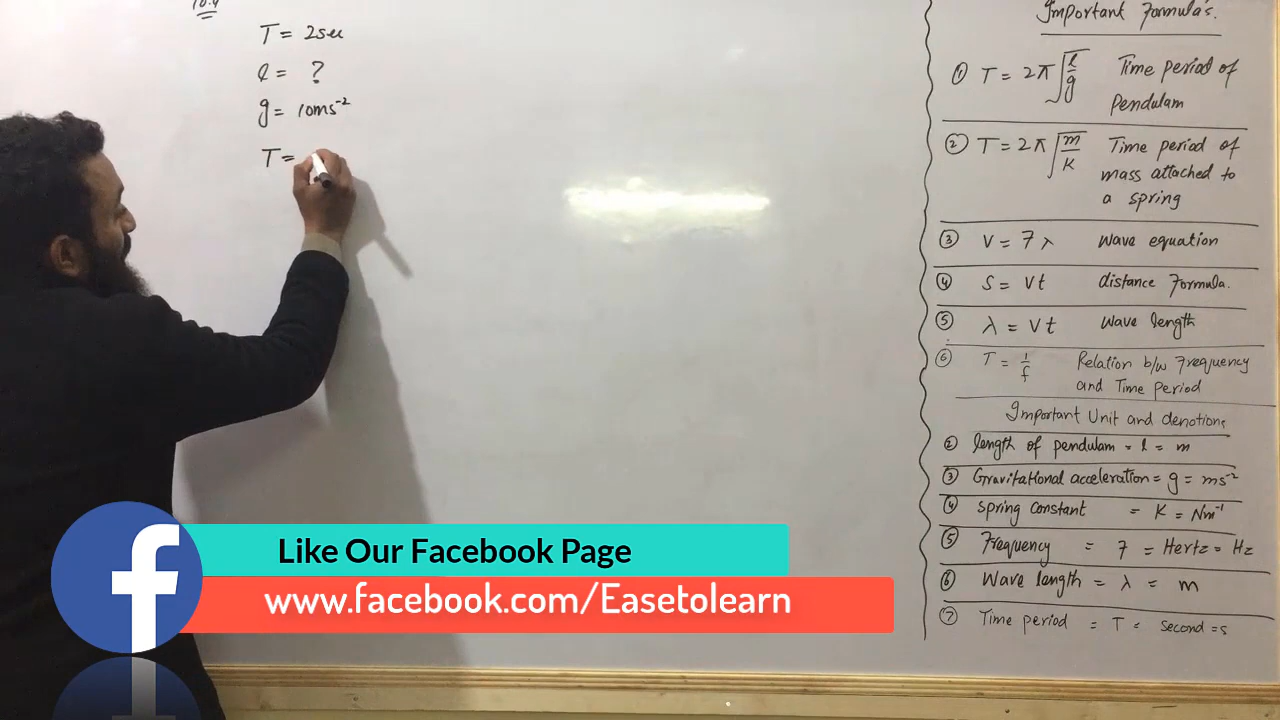 10.4
T = 2sec
l = ?
g = 10ms⁻²
T =
Important Formula's.
① T = 2π√(l/g) Time period of
pendulam
② T = 2π√(m/K) Time period of
mass attached to
a spring
③ V = fλ Wave equation
④ S = Vt distance Formula.
⑤ λ = Vt Wave length
⑥ T = 1/f Relation b/w Frequency
and Time period
Important Unit and denotions
② length of pendulam = l = m
③ Gravitational acceleration = g = ms⁻²
④ spring constant = K = Nm⁻¹
⑤ Frequency = f = Hertz = Hz
⑥ Wave length = λ = m
⑦ Time period = T = second = s
Like Our Facebook Page
www.facebook.com/Easetolearn